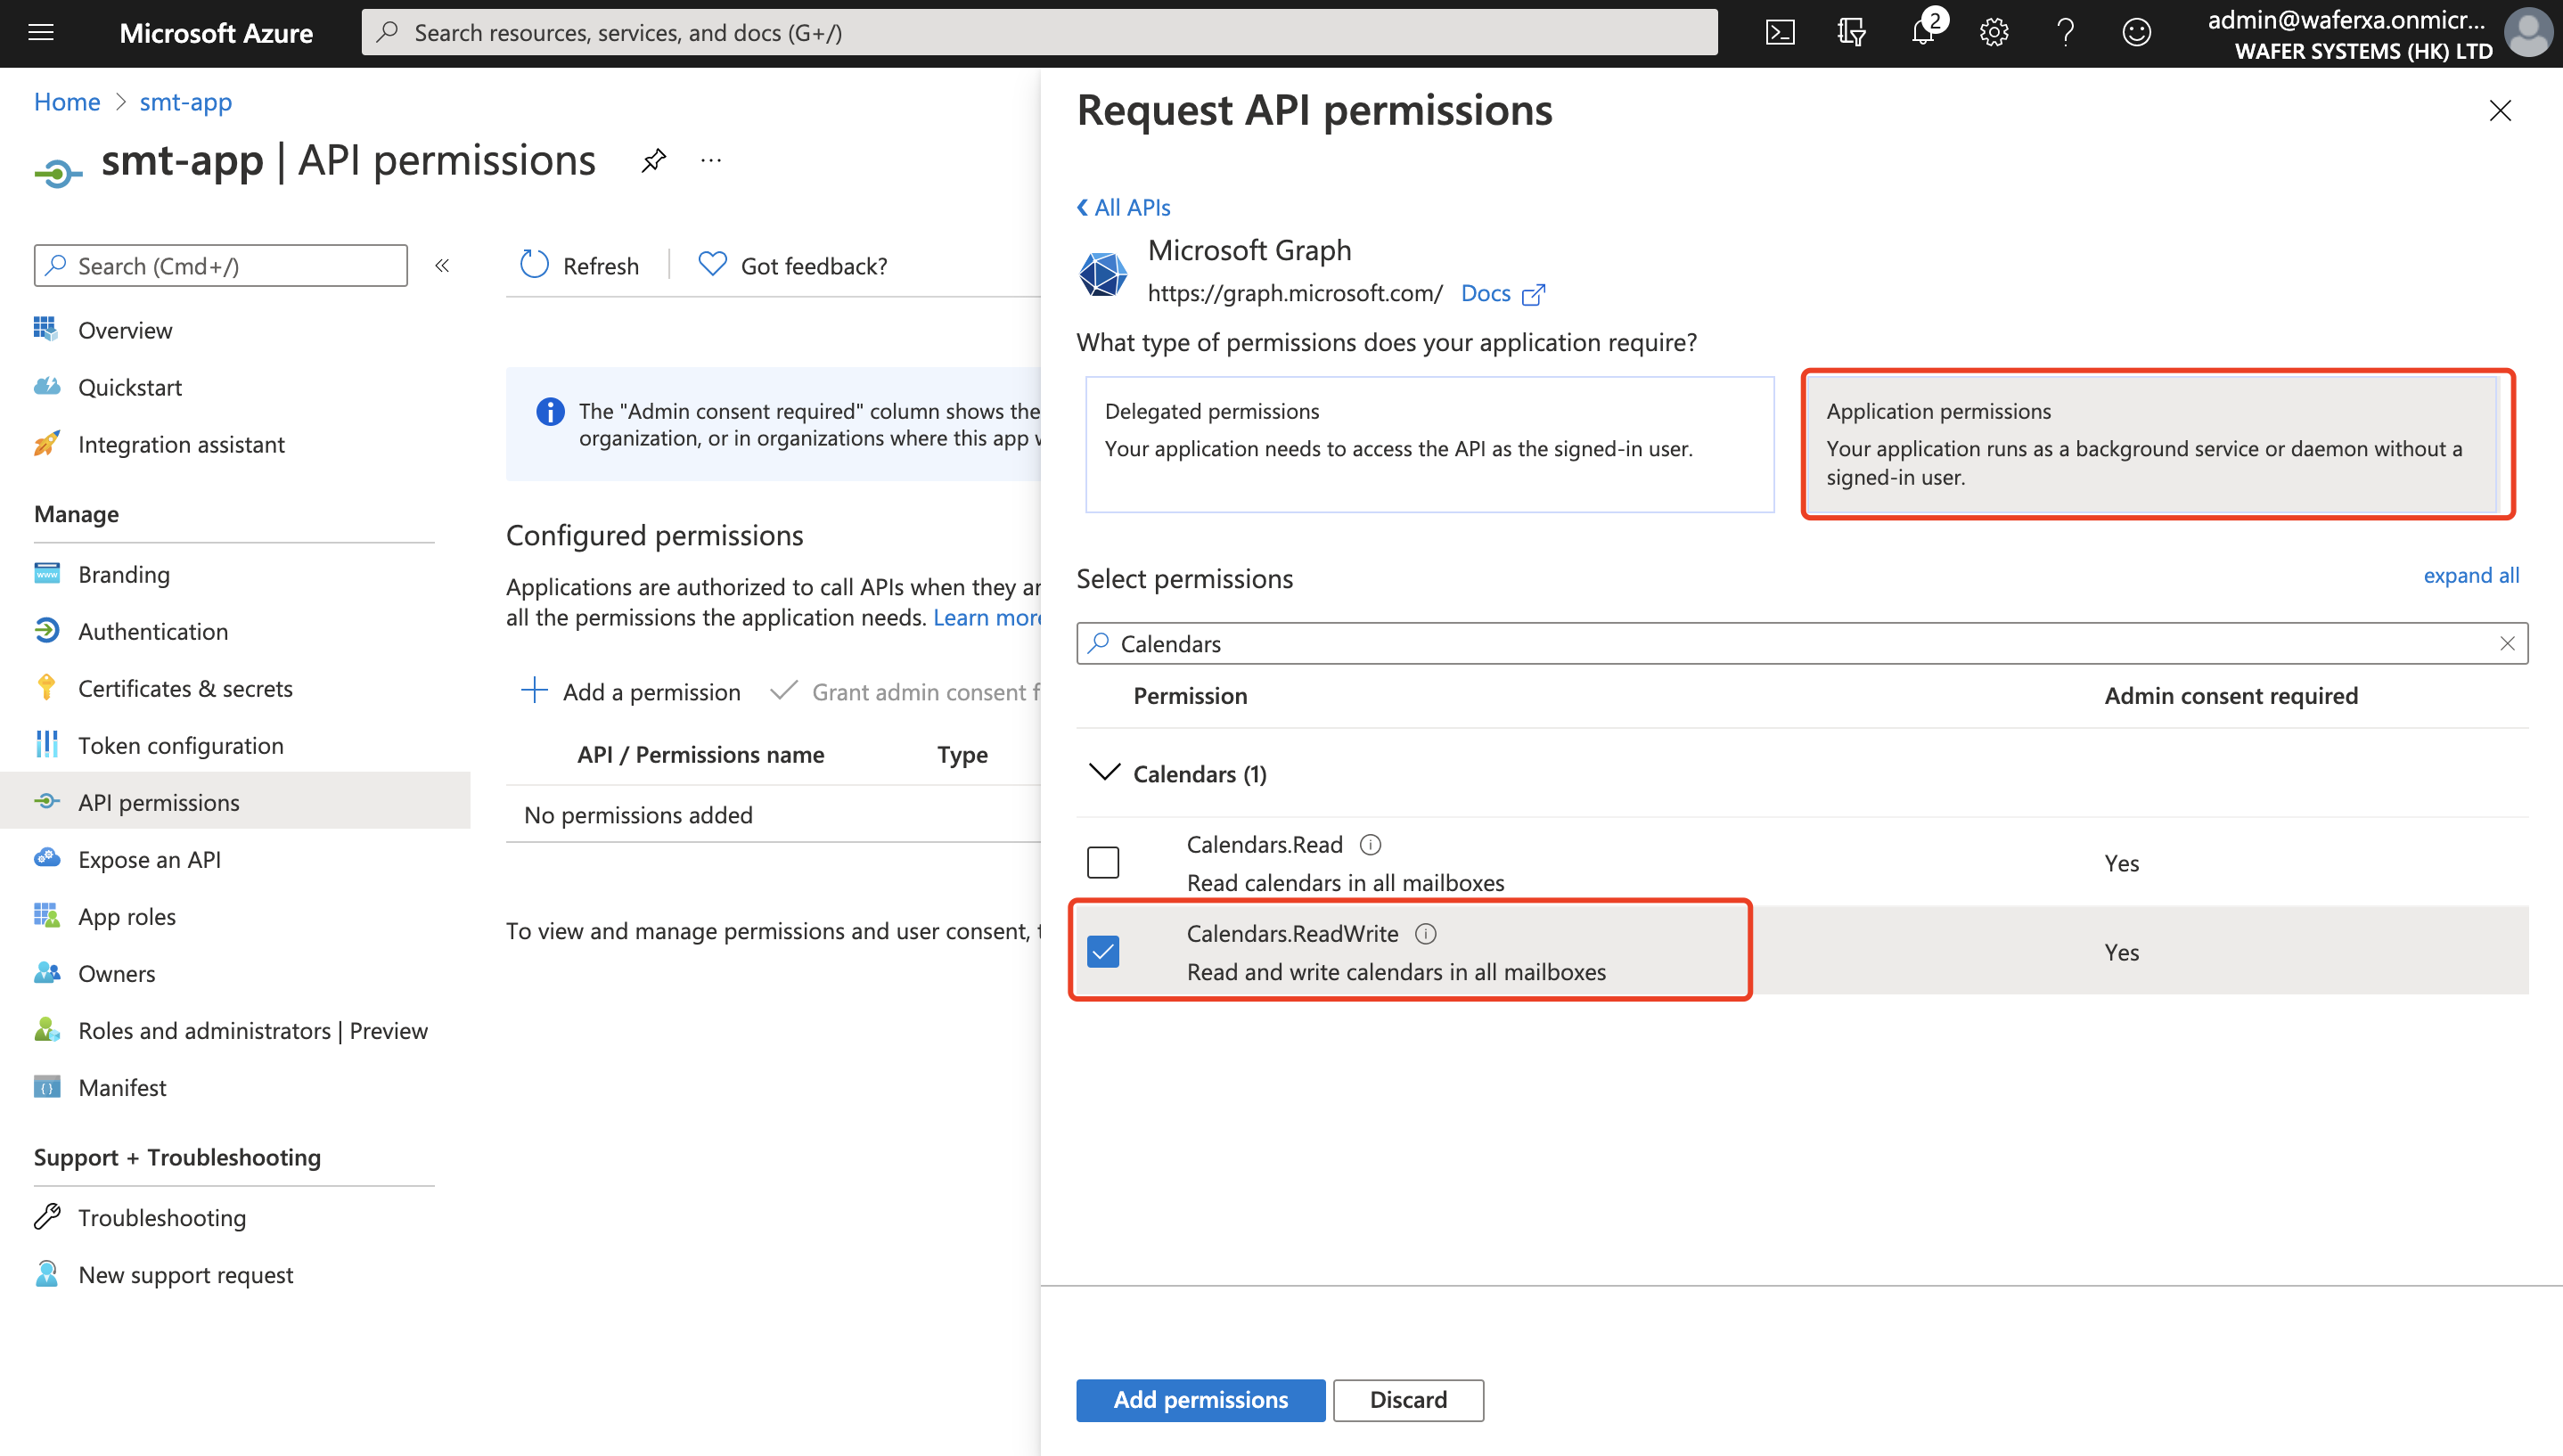 Microsoft Azure
Search resources, services, and docs (G+/)
2
admin@waferxa.onmicr...
WAFER SYSTEMS (HK) LTD
Home > smt-app
smt-app | API permissions
...
Search (Cmd+/)
«
Overview
Quickstart
Integration assistant
Manage
Branding
Authentication
Certificates & secrets
Token configuration
API permissions
Expose an API
App roles
Owners
Roles and administrators | Preview
Manifest
Support + Troubleshooting
Troubleshooting
New support request
Refresh
Got feedback?
The "Admin consent required" column shows the
organization, or in organizations where this app
Configured permissions
Applications are authorized to call APIs when they
all the permissions the application needs. Learn more
Add a permission
Grant admin consent
API / Permissions name
Type
No permissions added
To view and manage permissions and user consent,
Request API permissions
All APIs
Microsoft Graph
https://graph.microsoft.com/ Docs
What type of permissions does your application require?
Delegated permissions
Your application needs to access the API as the signed-in user.
Application permissions
Your application runs as a background service or daemon without a
signed-in user.
Select permissions
expand all
Calendars
Permission
Admin consent required
Calendars (1)
Calendars.Read
Read calendars in all mailboxes
Yes
Calendars.ReadWrite
Read and write calendars in all mailboxes
Yes
Add permissions
Discard